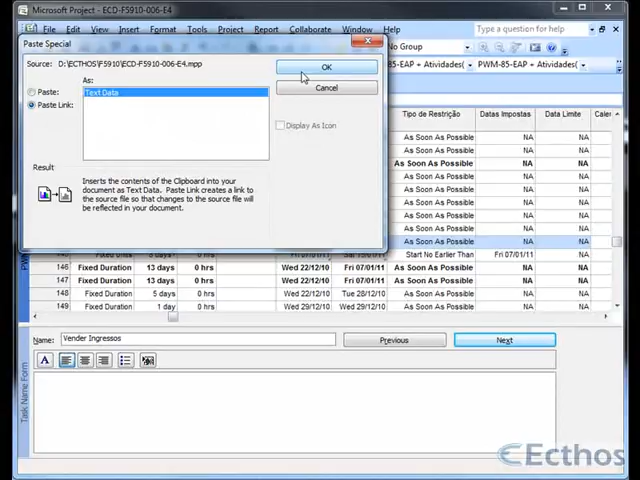 Microsoft Project - ECD-F5910-006-E4
File Edit View Insert Format Tools Project Report Collaborate Window Help
Type a question for help
No Group
85-EAP + Atividades(
PWM-85-EAP + Atividades(
Paste Special
Source: D:\ECTHOS\F5910\ECD-F5910-006-E4.mpp
As:
Paste:
Paste Link:
Text Data
OK
Cancel
Display As Icon
Result
Inserts the contents of the Clipboard into your
document as Text Data. Paste Link creates a link
to the source file so that changes to the source file
will be reflected in your document.
Tipo de Restrição Datas Impostas Data Limite Caler
As Soon As Possible NA NA
As Soon As Possible NA NA
As Soon As Possible NA NA
As Soon As Possible NA NA
As Soon As Possible NA NA
As Soon As Possible NA NA
As Soon As Possible NA NA
As Soon As Possible NA NA
As Soon As Possible NA NA
Start No Earlier Than Fri 07/01/11 NA
146 Fixed Duration 13 days 0 hrs Wed 22/12/10 Fri 07/01/11 As Soon As Possible NA NA
147 Fixed Duration 13 days 0 hrs Wed 22/12/10 Fri 07/01/11 As Soon As Possible NA NA
148 Fixed Duration 5 days 0 hrs Wed 22/12/10 Tue 28/12/10 As Soon As Possible NA NA
149 Fixed Duration 1 day 0 hrs Wed 22/12/10 Wed 22/12/10 As Soon As Possible NA NA
Name: Vender Ingressos
Previous
Next
Task Name Form
Ecthos